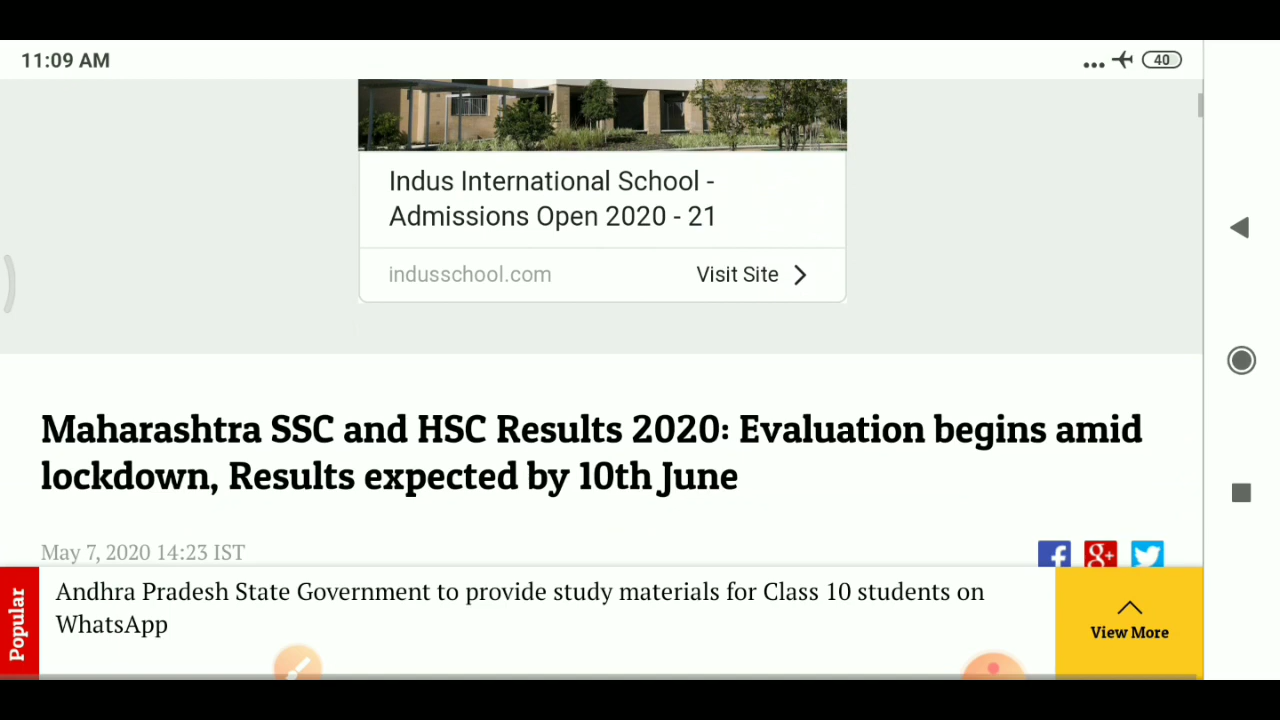 11:09 AM
40
Indus International School -
Admissions Open 2020 - 21
indusschool.com
Visit Site
Maharashtra SSC and HSC Results 2020: Evaluation begins amid
lockdown, Results expected by 10th June
May 7, 2020 14:23 IST
f
g+
Popular
Andhra Pradesh State Government to provide study materials for Class 10 students on
WhatsApp
View More